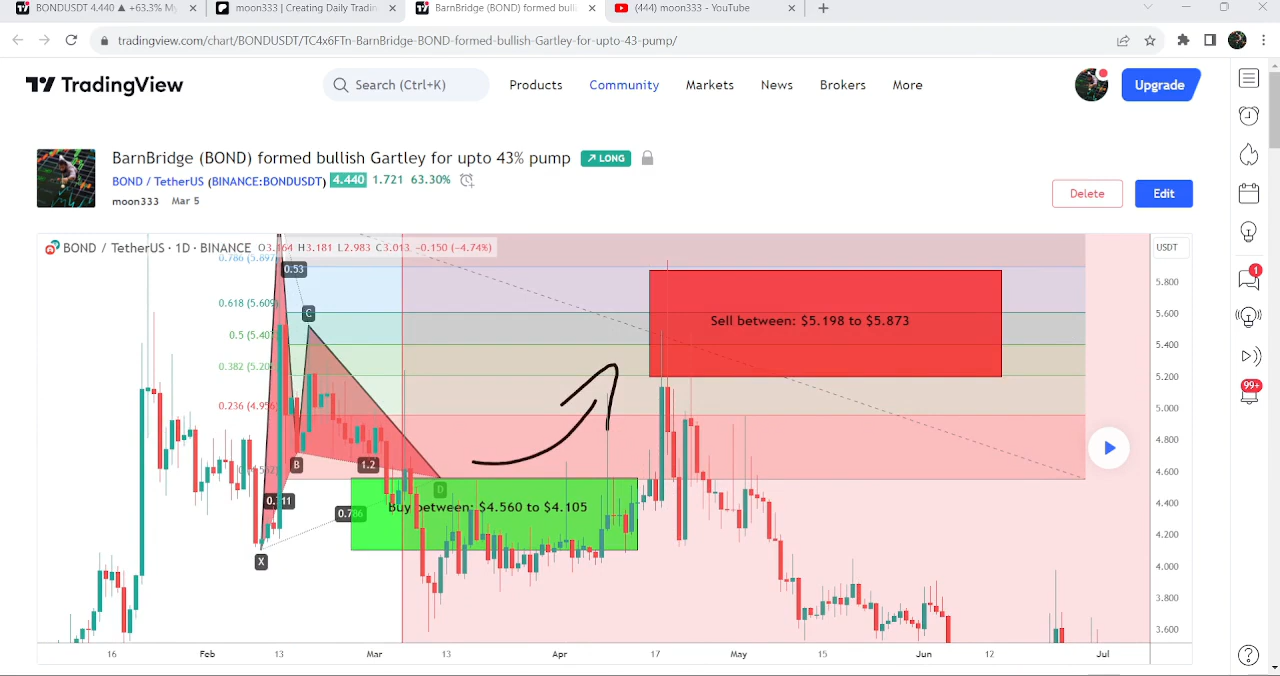 BONDUSDT 4.440 ▲ +63.3% My
moon333 | Creating Daily Tradin
BarnBridge (BOND) formed bulli
(444) moon333 - YouTube
tradingview.com/chart/BONDUSDT/TC4x6FTn-BarnBridge-BOND-formed-bullish-Gartley-for-upto-43-pump/
TradingView
Search (Ctrl+K)
Products
Community
Markets
News
Brokers
More
Upgrade
BarnBridge (BOND) formed bullish Gartley for upto 43% pump
LONG
BOND / TetherUS (BINANCE:BONDUSDT) 4.440 1.721 63.30%
moon333 Mar 5
Delete
Edit
BOND / TetherUS · 1D · BINANCE O3.164 H3.181 L2.983 C3.013 −0.150 (−4.74%)
USDT
0.786 (5.897)
0.53
5.800
0.618 (5.609)
C
5.600
Sell between: $5.198 to $5.873
0.5 (5.40
5.400
0.382 (5.20
5.200
0.236 (4.956)
5.000
4.800
B
1.2
4.600
D
0.786
Buy between: $4.560 to $4.105
4.400
4.200
X
4.000
3.800
3.600
16
Feb
13
Mar
13
Apr
17
May
15
Jun
12
Jul
1
99+